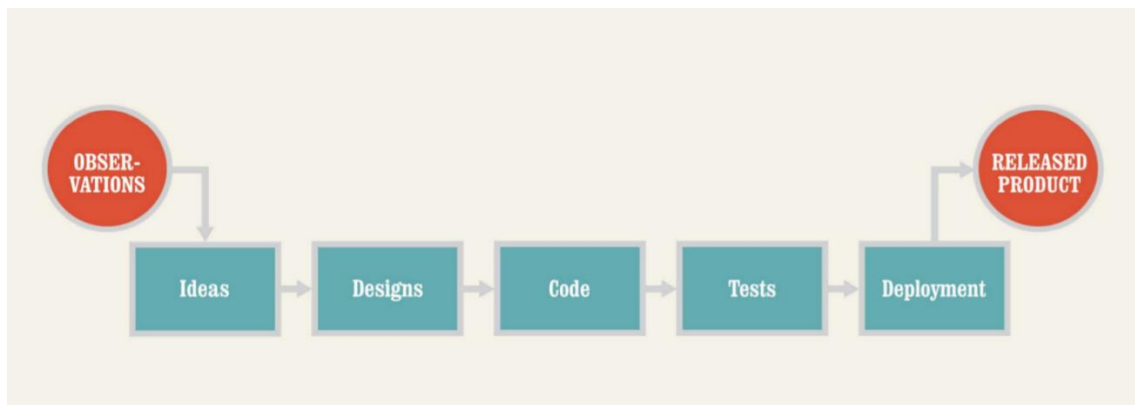 OBSER-
VATIONS
RELEASED
PRODUCT
Ideas
Designs
Code
Tests
Deployment